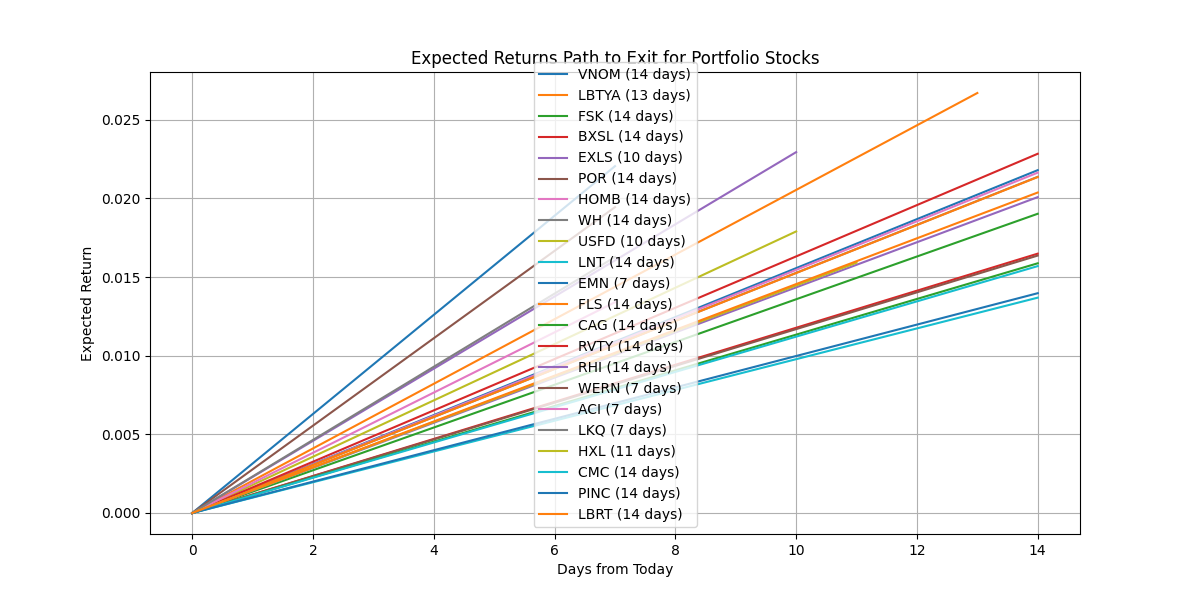 Expected Returns Path to Exit for Portfolio Stocks
VNOM (14 days)
LBTYA (13 days)
FSK (14 days)
BXSL (14 days)
EXLS (10 days)
POR (14 days)
HOMB (14 days)
WH (14 days)
USFD (10 days)
LNT (14 days)
EMN (7 days)
FLS (14 days)
CAG (14 days)
RVTY (14 days)
RHI (14 days)
WERN (7 days)
ACI (7 days)
LKQ (7 days)
HXL (11 days)
CMC (14 days)
PINC (14 days)
LBRT (14 days)
Expected Return
0.025
0.020
0.015
0.010
0.005
0.000
0 2 4 6 8 10 12 14
Days from Today